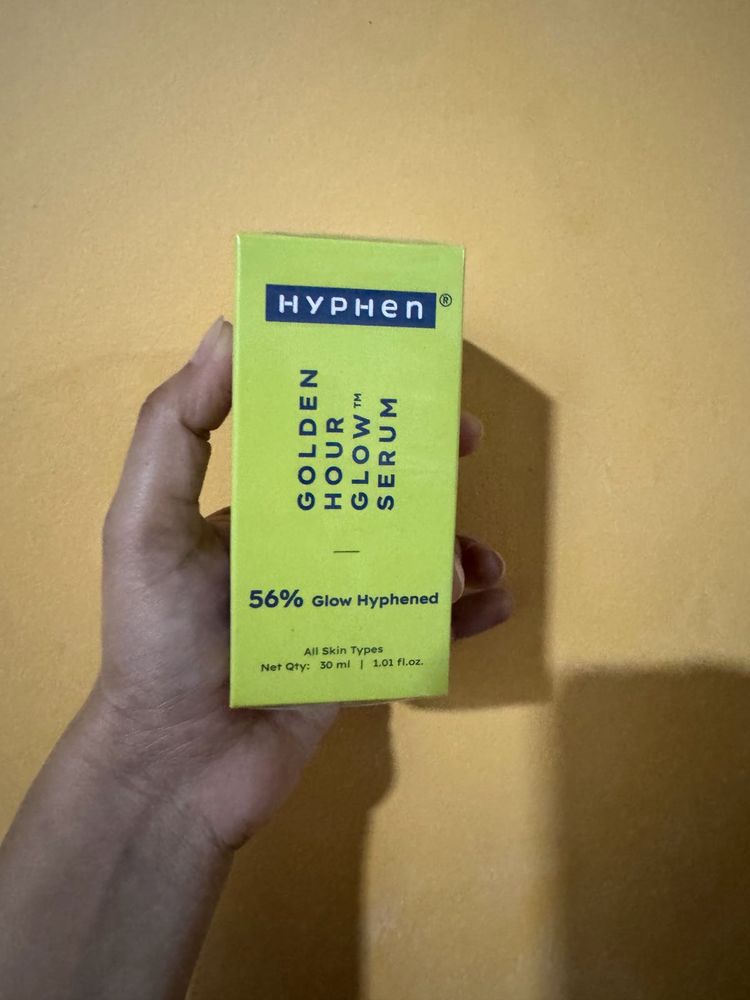 HYPHEN®
GOLDEN
HOUR
GLOW™
SERUM
56% Glow Hyphened
All Skin Types
Net Qty: 30 ml | 1.01 fl.oz.